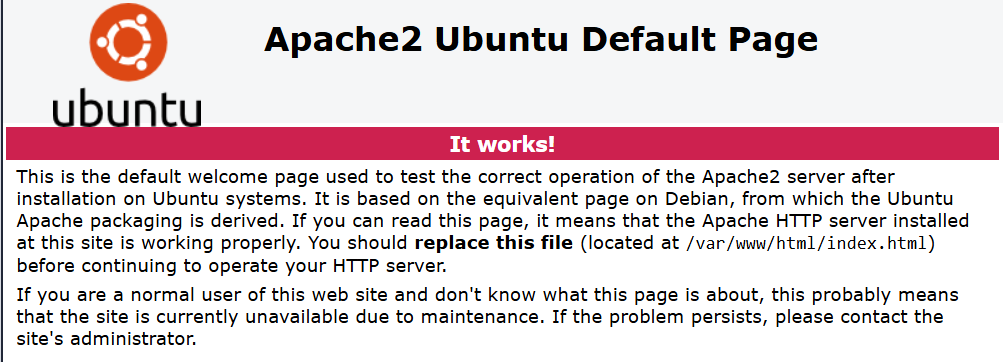 Apache2 Ubuntu Default Page
ubuntu
It works!
This is the default welcome page used to test the correct operation of the Apache2 server after
installation on Ubuntu systems. It is based on the equivalent page on Debian, from which the Ubuntu
Apache packaging is derived. If you can read this page, it means that the Apache HTTP server installed
at this site is working properly. You should replace this file (located at /var/www/html/index.html)
before continuing to operate your HTTP server.
If you are a normal user of this web site and don't know what this page is about, this probably means
that the site is currently unavailable due to maintenance. If the problem persists, please contact the
site's administrator.